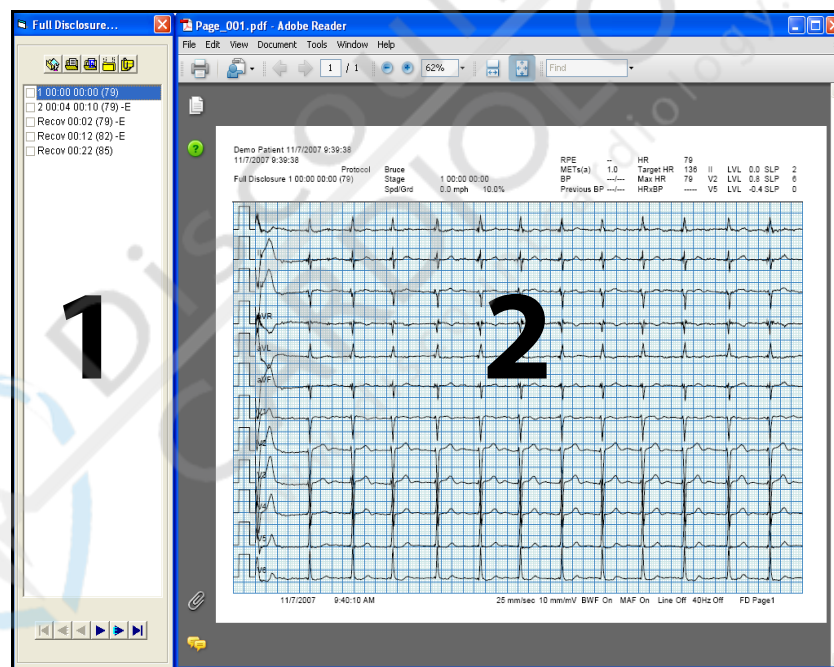 Full Disclosure...
1 00:00 00:00 (79)
2 00:04 00:10 (79) -E
Recov 00:02 (79) -E
Recov 00:12 (82) -E
Recov 00:22 (85)
1
Page_001.pdf - Adobe Reader
File Edit View Document Tools Window Help
1 / 1 62% Find
Demo Patient 11/7/2007 9:39:38
11/7/2007 9:39:38
Protocol Bruce
Full Disclosure 1 00:00 00:00 (79) Stage 1 00:00 00:00
Spd/Grd 0.0 mph 10.0%
RPE -- HR 79
METs(a) 1.0 Target HR 136 II LVL 0.0 SLP 2
BP ---/--- Max HR 79 V2 LVL 0.8 SLP 6
Previous BP ---/--- HRxBP ----- V5 LVL -0.4 SLP 0
aVR
aVL
aVF
V1
V2
V3
V4
V5
V6
2
11/7/2007 9:40:10 AM 25 mm/sec 10 mm/mV BWF On MAF On Line Off 40Hz Off FD Page1